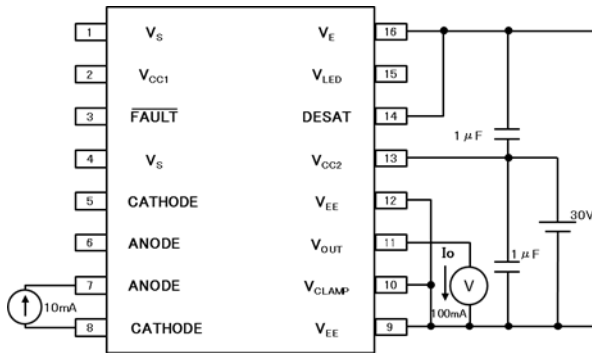 1 V_S V_E 16
2 V_CC1 V_LED 15
3 FAULT DESAT 14
1μF
4 V_S V_CC2 13
5 CATHODE V_EE 12
30V
6 ANODE V_OUT 11
Io
1μF
7 ANODE V_CLAMP 10
V
10mA
100mA
8 CATHODE V_EE 9